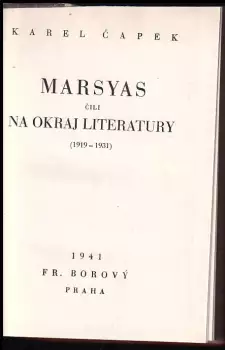 KAREL ČAPEK
MARSYAS
ČILI
NA OKRAJ LITERATURY
(1919–1931)
1941
FR. BOROVÝ
PRAHA